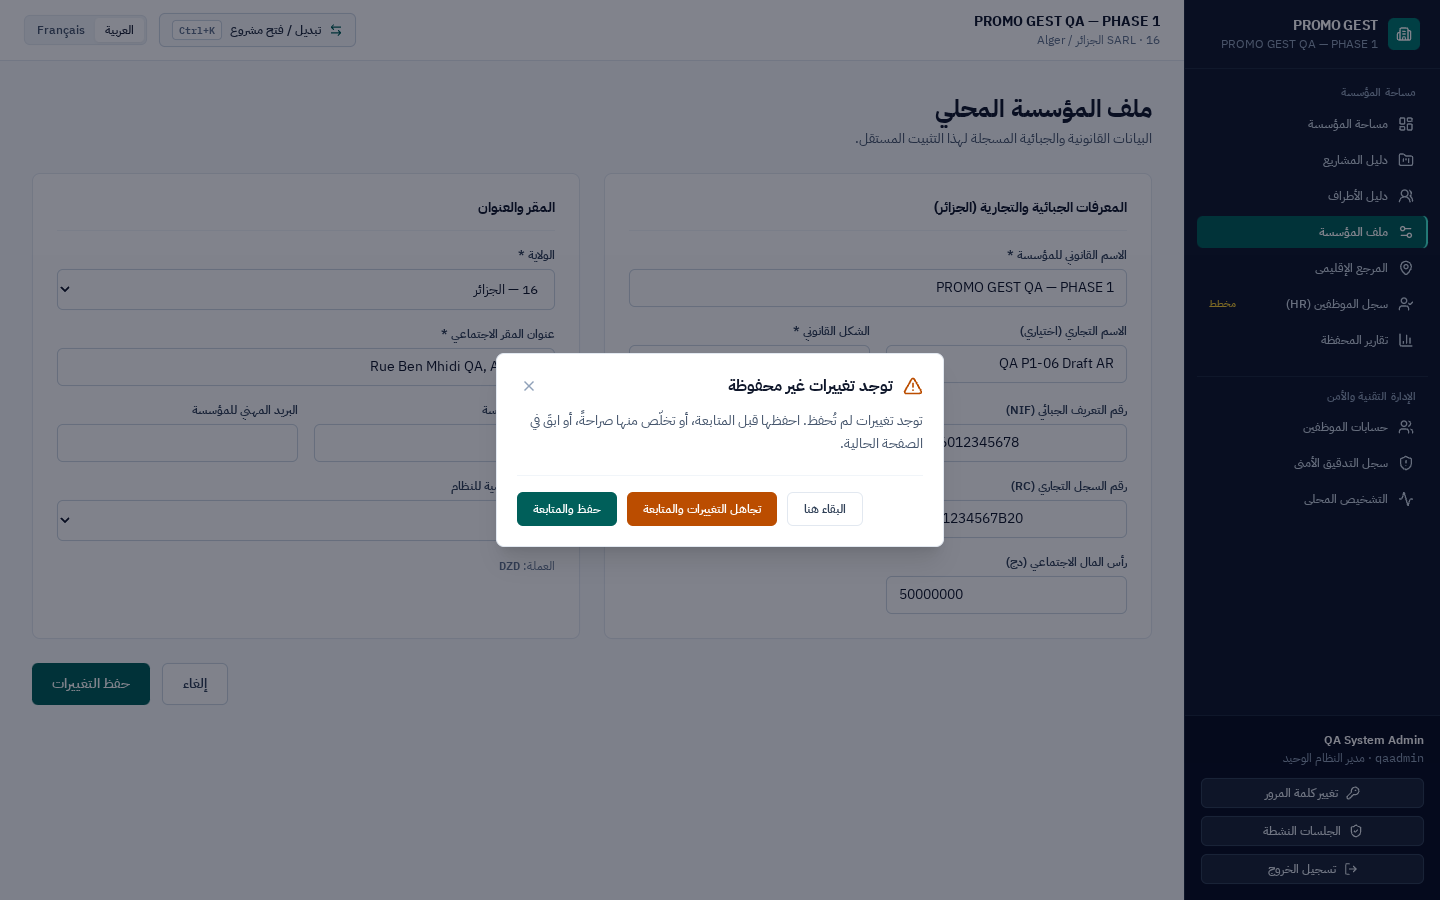 PROMO GEST
PROMO GEST QA — PHASE 1
مساحة المؤسسة
مساحة المؤسسة
دليل المشاريع
دليل الأطراف
ملف المؤسسة
المرجع الإقليمي
سجل الموظفين (HR)
مخطط
تقارير المحفظة
الإدارة التقنية والأمن
حسابات الموظفين
سجل التدقيق الأمني
التشخيص المحلي
QA System Admin
qaadmin · مدير النظام الوحيد
تغيير كلمة المرور
الجلسات النشطة
تسجيل الخروج
PROMO GEST QA — PHASE 1
SARL · 16 الجزائر / Alger
تبديل / فتح مشروع
Ctrl+K
العربية
Français
ملف المؤسسة المحلي
البيانات القانونية والجبائية المسجلة لهذا التثبيت المستقل.
المعرفات الجبائية والتجارية (الجزائر)
الاسم القانوني للمؤسسة *
PROMO GEST QA — PHASE 1
الاسم التجاري (اختياري)
الشكل القانوني *
QA P1-06 Draft AR
رقم التعريف الجبائي (NIF)
012345678
رقم السجل التجاري (RC)
1234567B20
رأس المال الاجتماعي (دج)
50000000
المقر والعنوان
الولاية *
16 — الجزائر
عنوان المقر الاجتماعي *
Rue Ben Mhidi QA, A
البريد المهني للمؤسسة
للنظام
العملة: DZD
توجد تغييرات غير محفوظة
توجد تغييرات لم تُحفظ. احفظها قبل المتابعة، أو تخلّص منها صراحةً، أو ابقَ في
الصفحة الحالية.
البقاء هنا
تجاهل التغييرات والمتابعة
حفظ والمتابعة
إلغاء
حفظ التغييرات